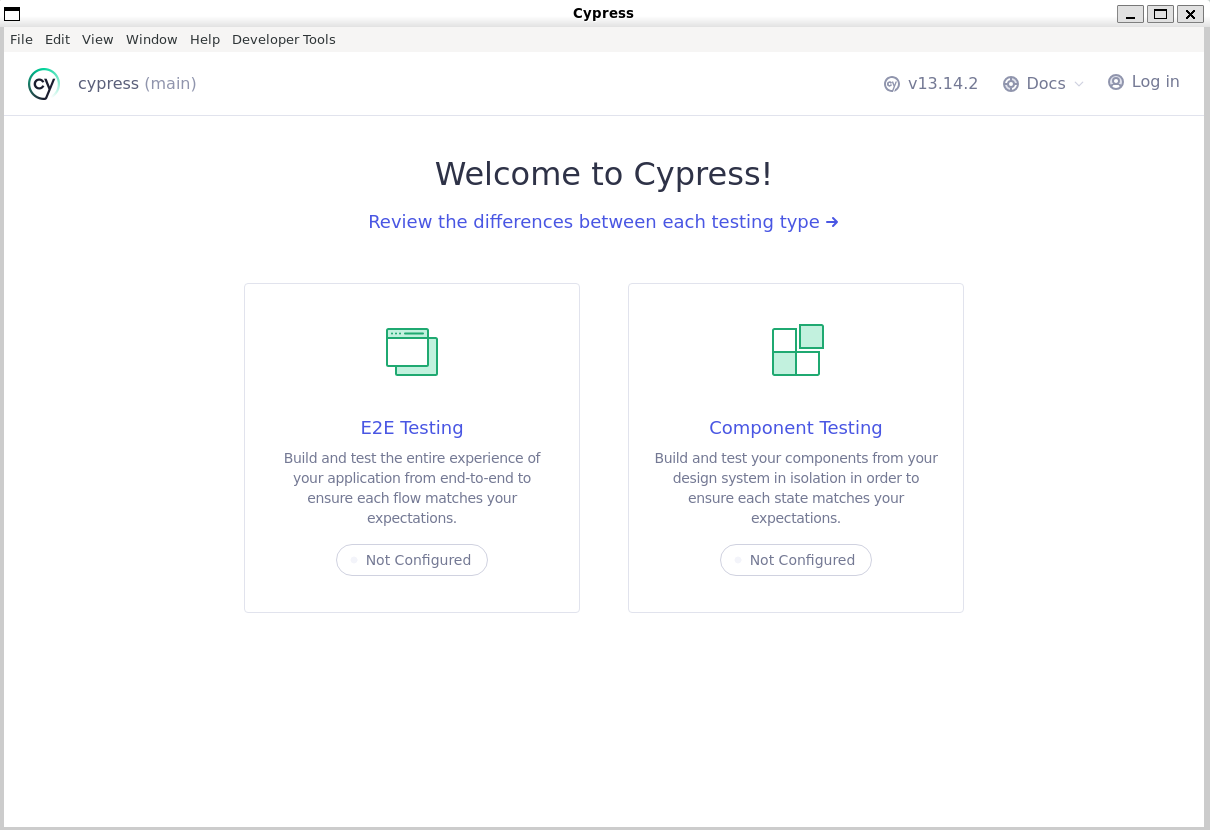 Cypress
File Edit View Window Help Developer Tools
cy cypress (main) cy v13.14.2 Docs Log in
Welcome to Cypress!
Review the differences between each testing type →
E2E Testing
Build and test the entire experience of
your application from end-to-end to
ensure each flow matches your
expectations.
Not Configured
Component Testing
Build and test your components from your
design system in isolation in order to
ensure each state matches your
expectations.
Not Configured